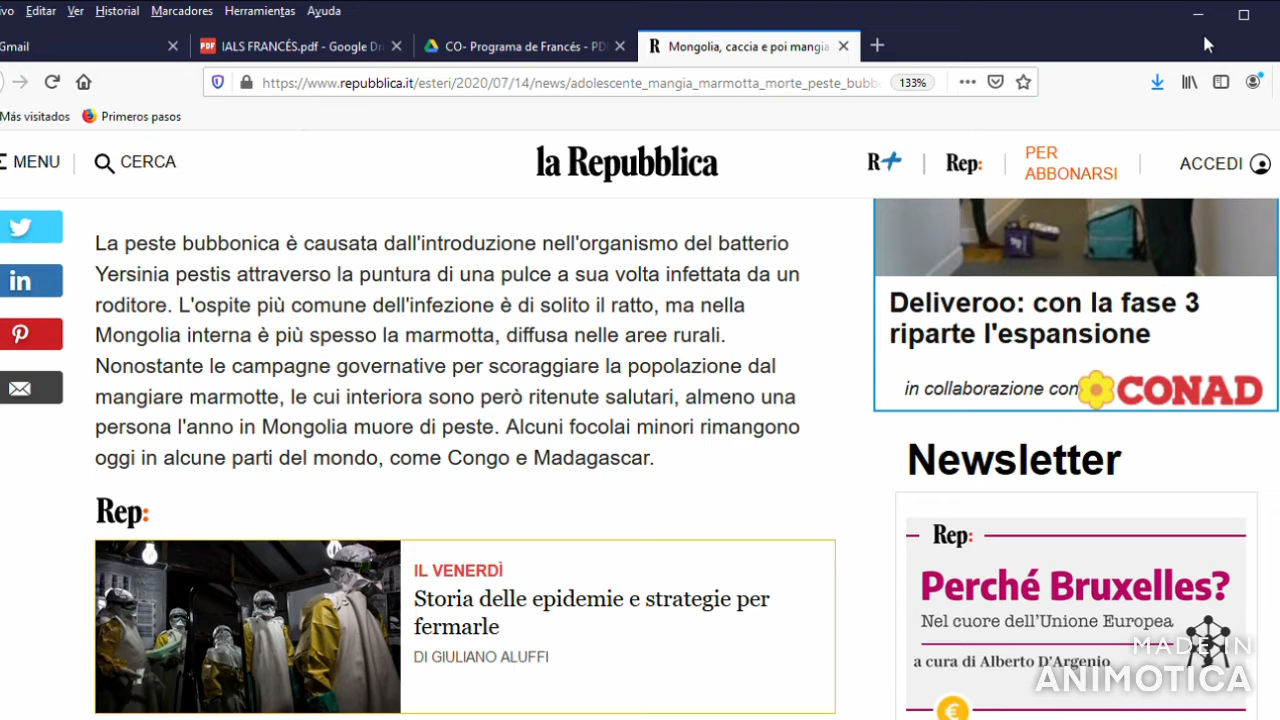 vo Editar Ver Historial Marcadores Herramientas Ayuda
Gmail
PDF IALS FRANCÉS.pdf - Google Dr
CO- Programa de Francés - PD
R Mongolia, caccia e poi mangia
https://www.repubblica.it/esteri/2020/07/14/news/adolescente_mangia_marmotta_morte_peste_bubb
133%
Más visitados
Primeros pasos
MENU
CERCA
la Repubblica
R+
Rep:
PER
ABBONARSI
ACCEDI
in
La peste bubbonica è causata dall'introduzione nell'organismo del batterio
Yersinia pestis attraverso la puntura di una pulce a sua volta infettata da un
roditore. L'ospite più comune dell'infezione è di solito il ratto, ma nella
Mongolia interna è più spesso la marmotta, diffusa nelle aree rurali.
Nonostante le campagne governative per scoraggiare la popolazione dal
mangiare marmotte, le cui interiora sono però ritenute salutari, almeno una
persona l'anno in Mongolia muore di peste. Alcuni focolai minori rimangono
oggi in alcune parti del mondo, come Congo e Madagascar.
Rep:
IL VENERDÌ
Storia delle epidemie e strategie per
fermarle
DI GIULIANO ALUFFI
Deliveroo: con la fase 3
riparte l'espansione
in collaborazione con
CONAD
Newsletter
Rep:
Perché Bruxelles?
Nel cuore dell'Unione Europea
a cura di Alberto D'Argenio
€
MADE IN
ANIMOTICA